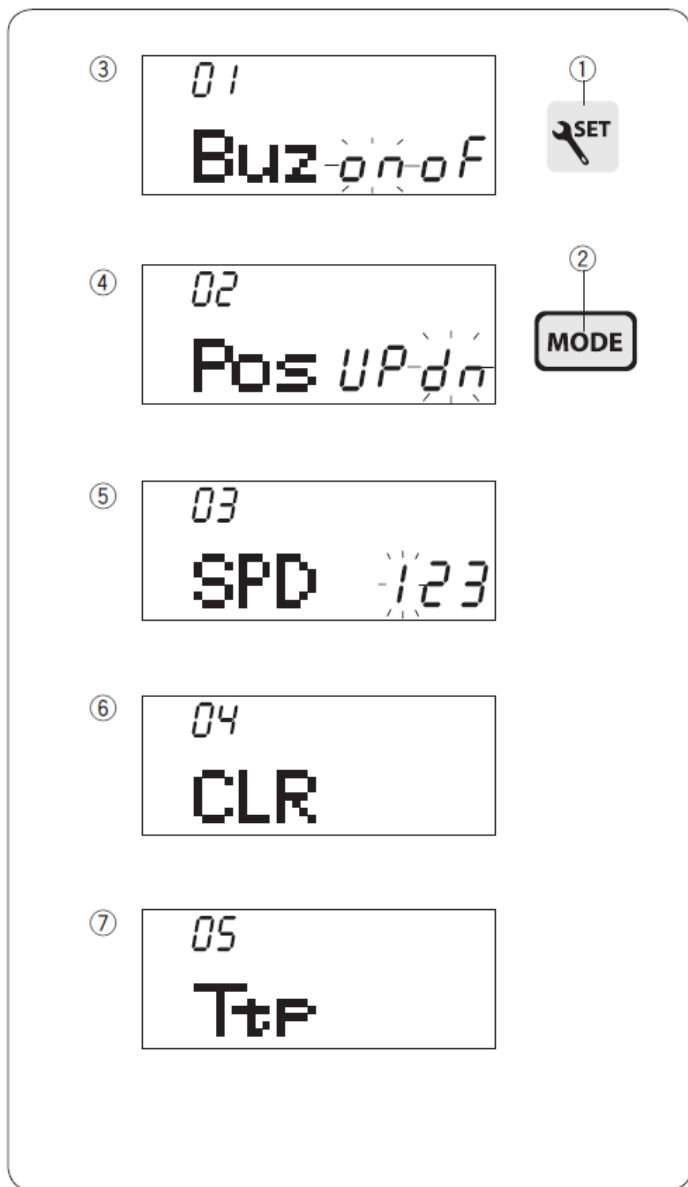 ③ 01 ①
SET
Buz on oF
④ 02 ②
MODE
Pos UP dn
⑤ 03
SPD 123
⑥ 04
CLR
⑦ 05
Ttp